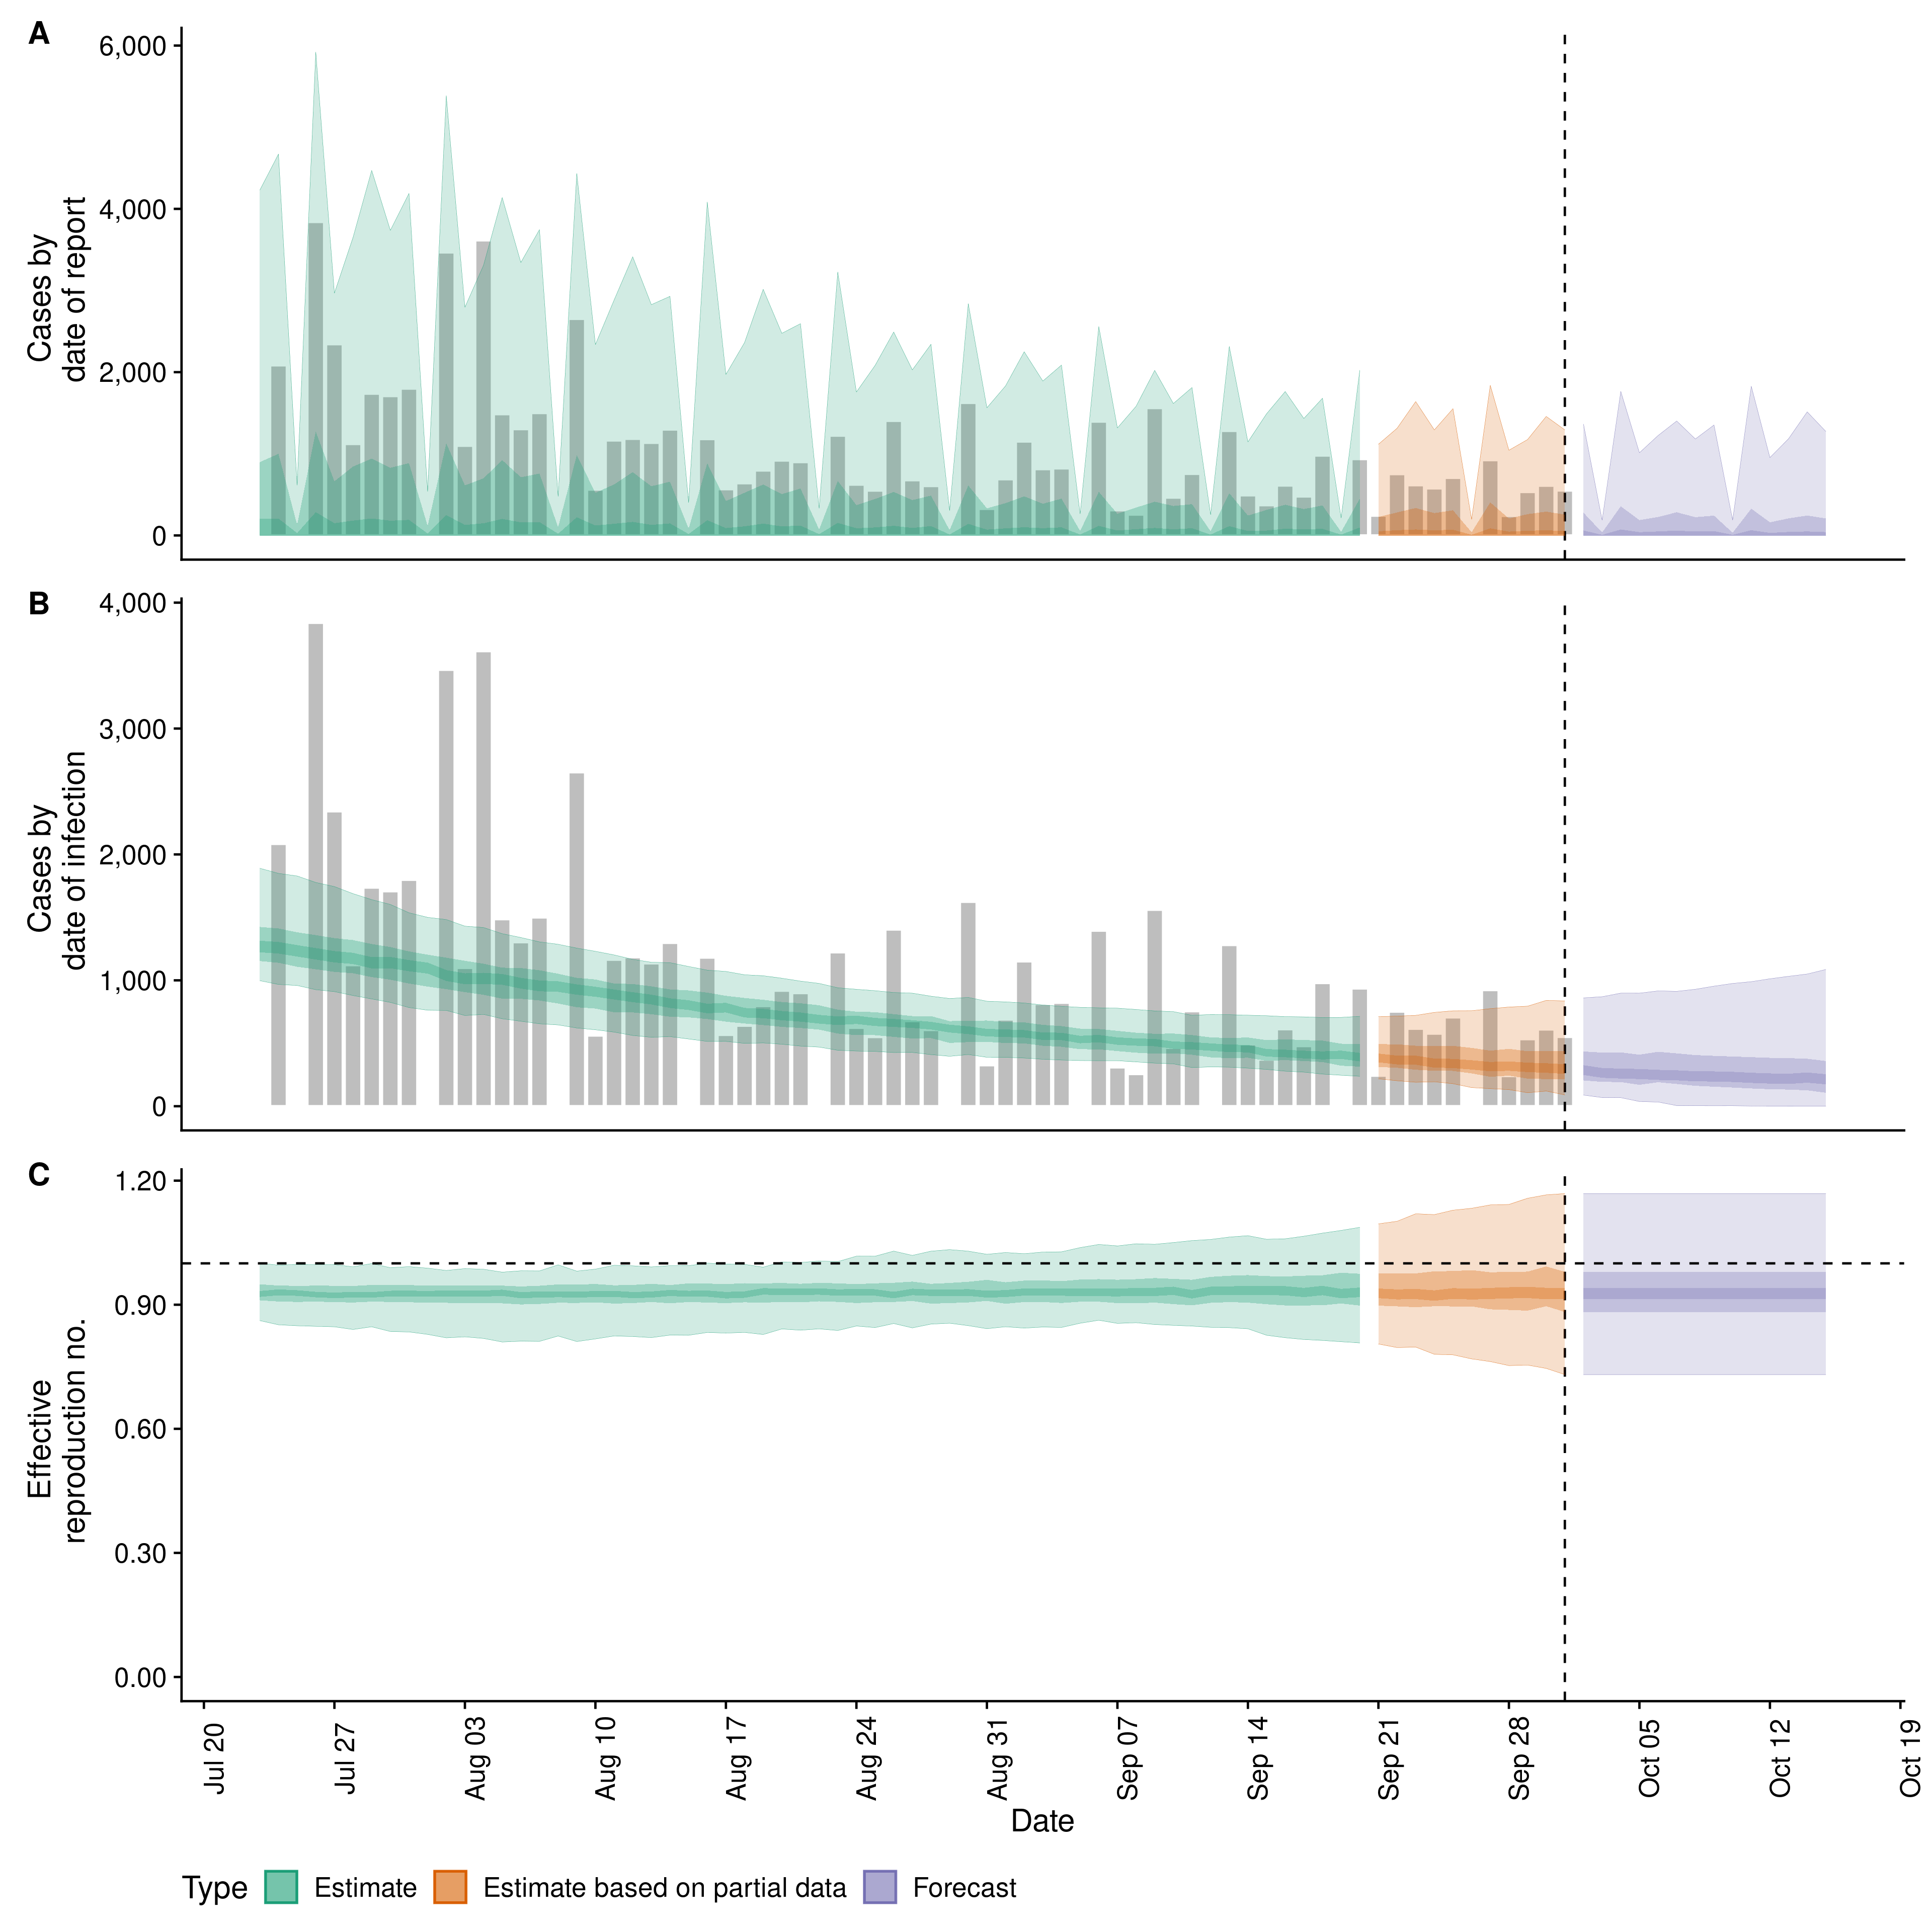 A
Cases by
date of report
6,000
4,000
2,000
0
B
Cases by
date of infection
4,000
3,000
2,000
1,000
0
C
Effective
reproduction no.
1.20
0.90
0.60
0.30
0.00
Jul 20
Jul 27
Aug 03
Aug 10
Aug 17
Aug 24
Aug 31
Sep 07
Sep 14
Sep 21
Sep 28
Oct 05
Oct 12
Oct 19
Date
Type Estimate Estimate based on partial data Forecast